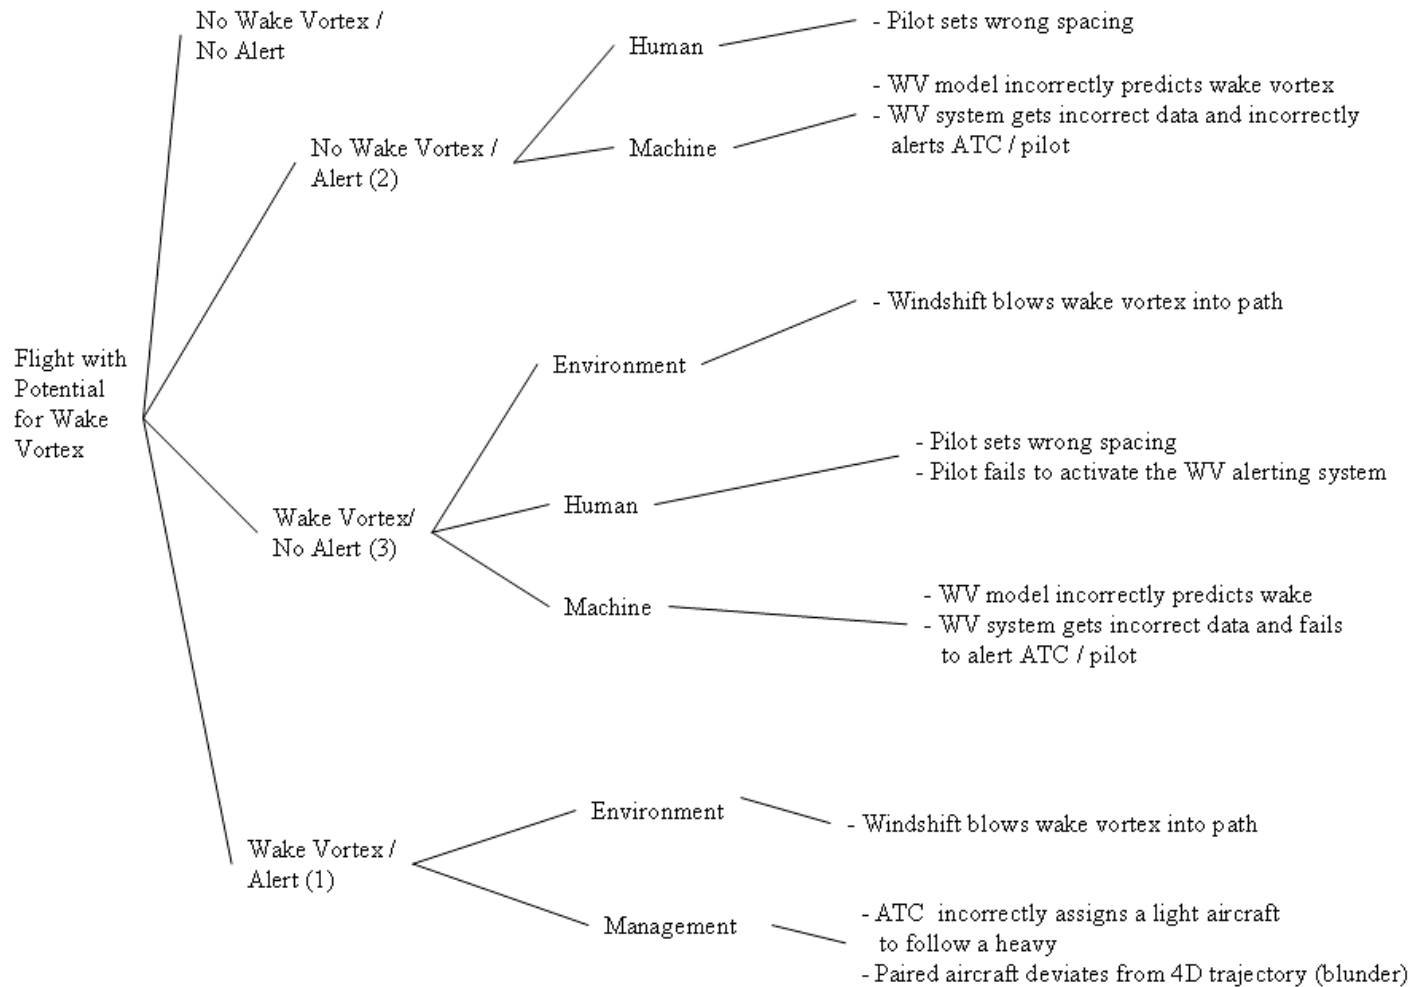 No Wake Vortex /
No Alert
Human
- Pilot sets wrong spacing
No Wake Vortex /
Alert (2)
Machine
- WV model incorrectly predicts wake vortex
- WV system gets incorrect data and incorrectly
alerts ATC / pilot
Flight with
Potential
for Wake
Vortex
Environment
- Windshift blows wake vortex into path
Wake Vortex/
No Alert (3)
Human
- Pilot sets wrong spacing
- Pilot fails to activate the WV alerting system
Machine
- WV model incorrectly predicts wake
- WV system gets incorrect data and fails
to alert ATC / pilot
Wake Vortex /
Alert (1)
Environment
- Windshift blows wake vortex into path
Management
- ATC incorrectly assigns a light aircraft
to follow a heavy
- Paired aircraft deviates from 4D trajectory (blunder)